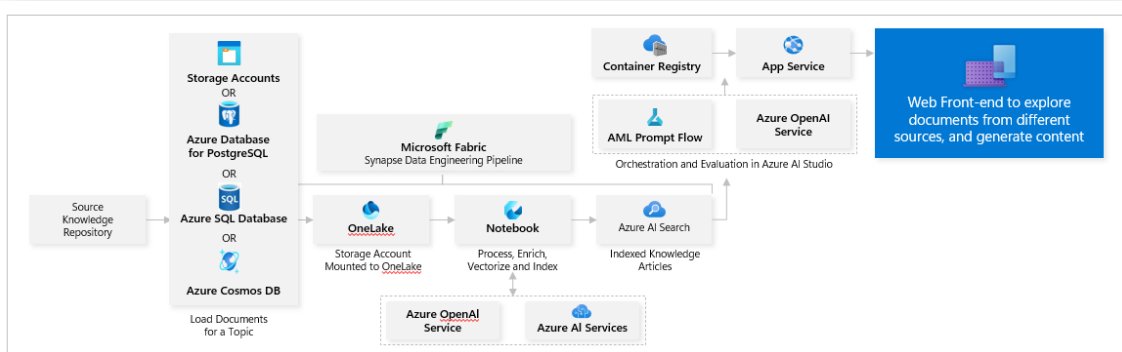 Source
Knowledge
Repository
Storage Accounts
OR
Azure Database
for PostgreSQL
OR
SQL
Azure SQL Database
OR
Azure Cosmos DB
Load Documents
for a Topic
Microsoft Fabric
Synapse Data Engineering Pipeline
OneLake
Storage Account
Mounted to OneLake
Notebook
Process, Enrich,
Vectorize and Index
Azure OpenAI
Service
Azure AI Services
Azure AI Search
Indexed Knowledge
Articles
Container Registry
App Service
AML Prompt Flow
Azure OpenAI
Service
Orchestration and Evaluation in Azure AI Studio
Web Front-end to explore
documents from different
sources, and generate content